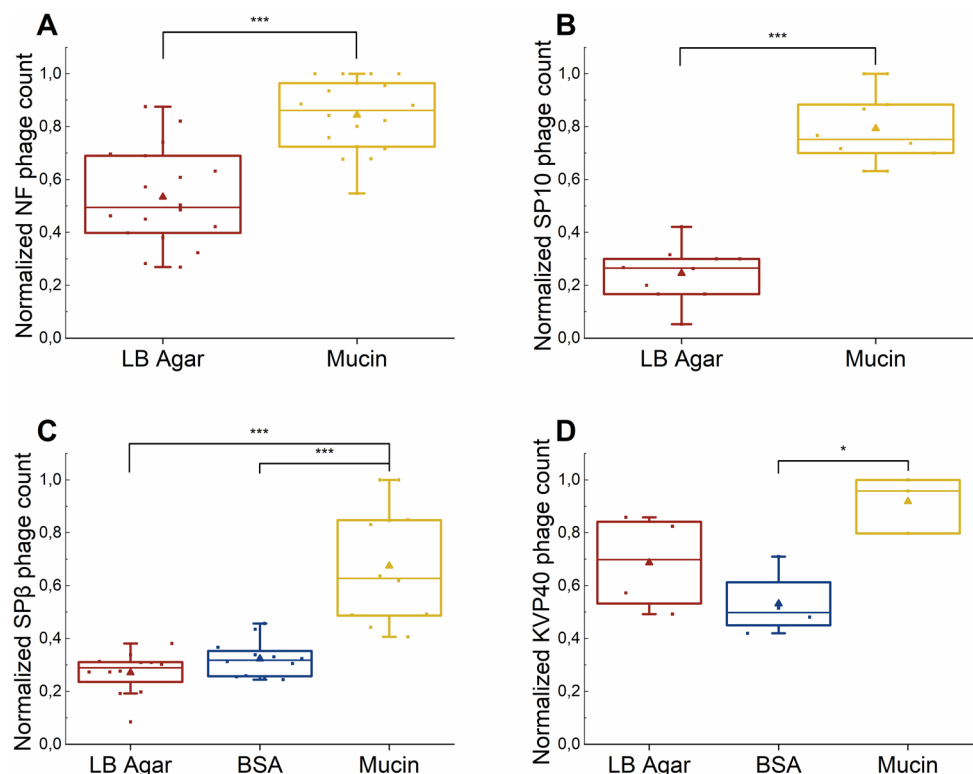 A
***
Normalized NF phage count
1,0
0,8
0,6
0,4
0,2
0,0
LB Agar Mucin
B
***
Normalized SP10 phage count
1,0
0,8
0,6
0,4
0,2
0,0
LB Agar Mucin
C
***
***
Normalized SPβ phage count
1,0
0,8
0,6
0,4
0,2
0,0
LB Agar BSA Mucin
D
*
Normalized KVP40 phage count
1,0
0,8
0,6
0,4
0,2
0,0
LB Agar BSA Mucin